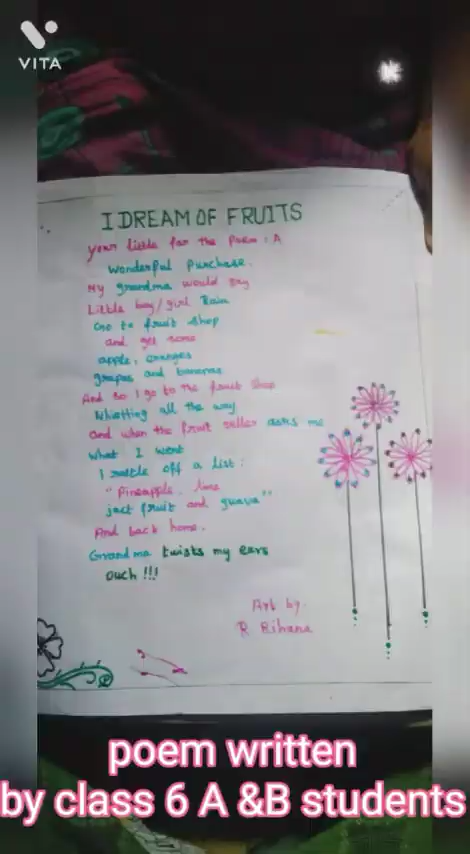 VITA
I DREAM OF FRUITS
your little for the Poem : A
wonderful purchase.
My grandma would say
Little boy/girl Rain
Go to fruit shop
and get some
apple, oranges
grapes and bananas
And so I go to the fruit shop
Whistling all the way
and when the fruit seller asks me
What I want
I rattle off a list :
"Pineapple, lime
jact fruit and guava"
And back home.
Grandma twists my ears
ouch !!!
Art by
R Rihana
poem written
by class 6 A &B students